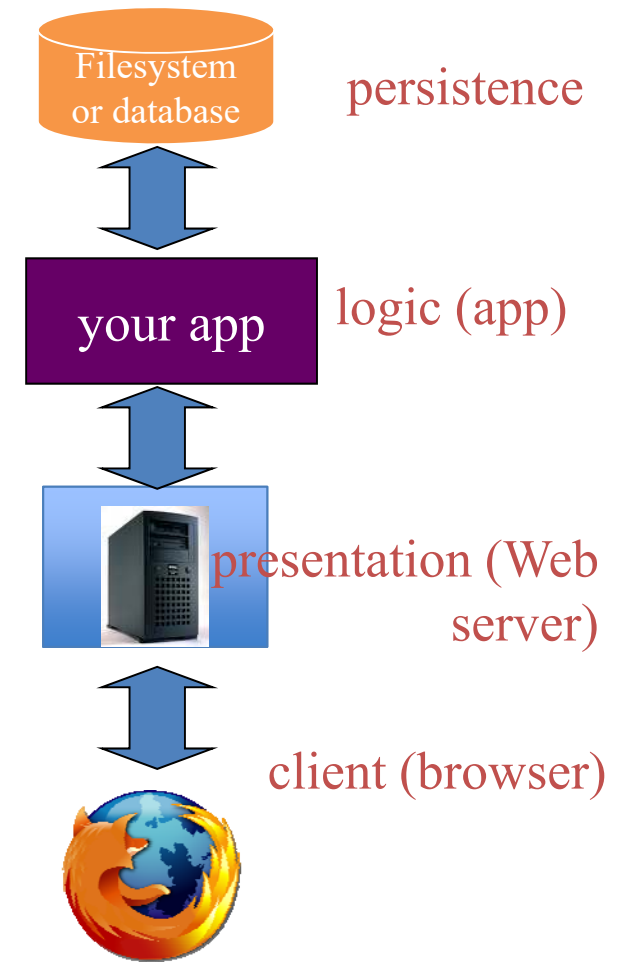 Filesystem
or database
persistence
your app
logic (app)
presentation (Web
server)
client (browser)